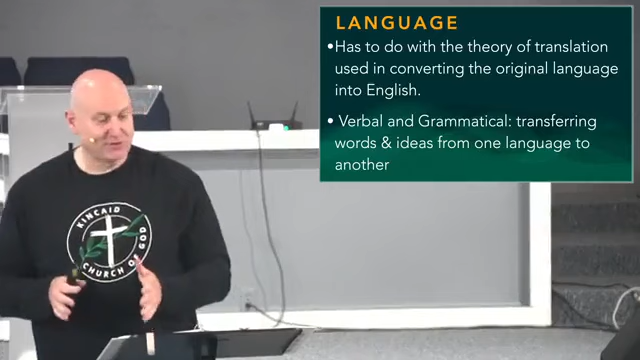 LANGUAGE
•Has to do with the theory of translation
used in converting the original language
into English.
• Verbal and Grammatical: transferring
words & ideas from one language to
another
KINCAID
CHURCH OF GOD